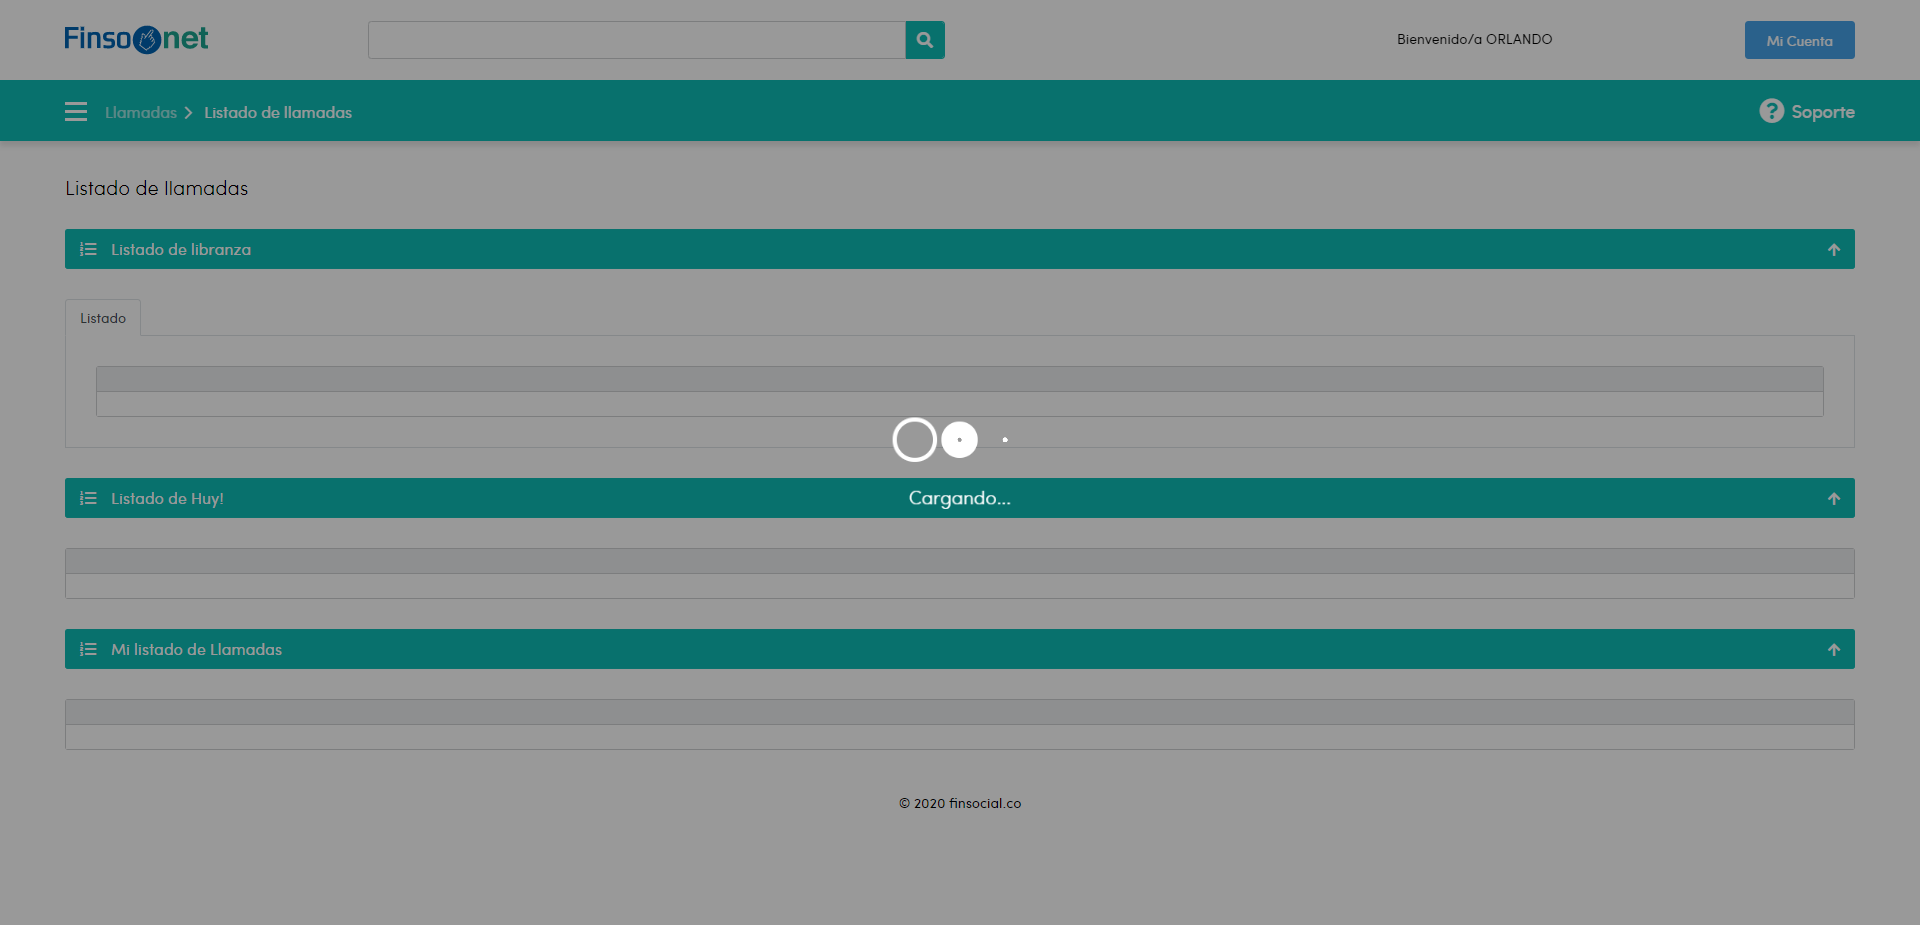 Finsonet
Bienvenido/a ORLANDO
Mi Cuenta
Llamadas
Listado de llamadas
Soporte
Listado de llamadas
Listado de libranza
Listado
Listado de Huy!
Cargando...
Mi listado de Llamadas
© 2020 finsocial.co